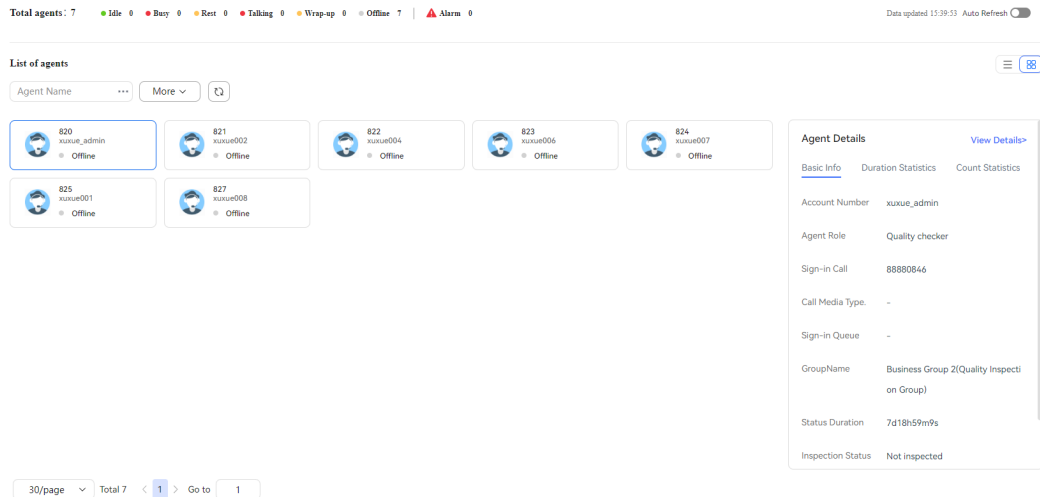 Total agents: 7 Idle 0 Busy 0 Rest 0 Talking 0 Wrap-up 0 Offline 7 Alarm 0 Data updated 15:39:53 Auto Refresh
List of agents
Agent Name ••• More
820
xuxue_admin
Offline
821
xuxue002
Offline
822
xuxue004
Offline
823
xuxue006
Offline
824
xuxue007
Offline
825
xuxue001
Offline
827
xuxue008
Offline
Agent Details View Details>
Basic Info Duration Statistics Count Statistics
Account Number xuxue_admin
Agent Role Quality checker
Sign-in Call 88880846
Call Media Type. -
Sign-in Queue -
GroupName Business Group 2(Quality Inspecti
on Group)
Status Duration 7d18h59m9s
Inspection Status Not inspected
30/page Total 7 < 1 > Go to 1